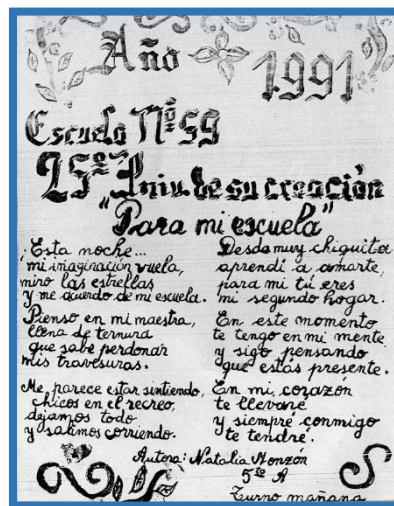 Año 1991
Escuela Nº 59
25º Aniv. de su creación
"Para mi escuela"
Esta noche...
mi imaginación vuela,
miro las estrellas
y me acuerdo de mi escuela.
Pienso en mi maestra,
llena de ternura
que sabe perdonar
mis travesuras.
Me parece estar sintiendo,
chicos en el recreo,
dejamos todo
y salimos corriendo.
Desde muy chiquita
aprendí a amarte,
para mi tú eres
mi segundo hogar.
En este momento
te tengo en mi mente
y sigo pensando
que estás presente.
En mi corazón
te llevaré
y siempre conmigo
te tendré.
Autora: Natalia Monzón
5to A
Turno mañana